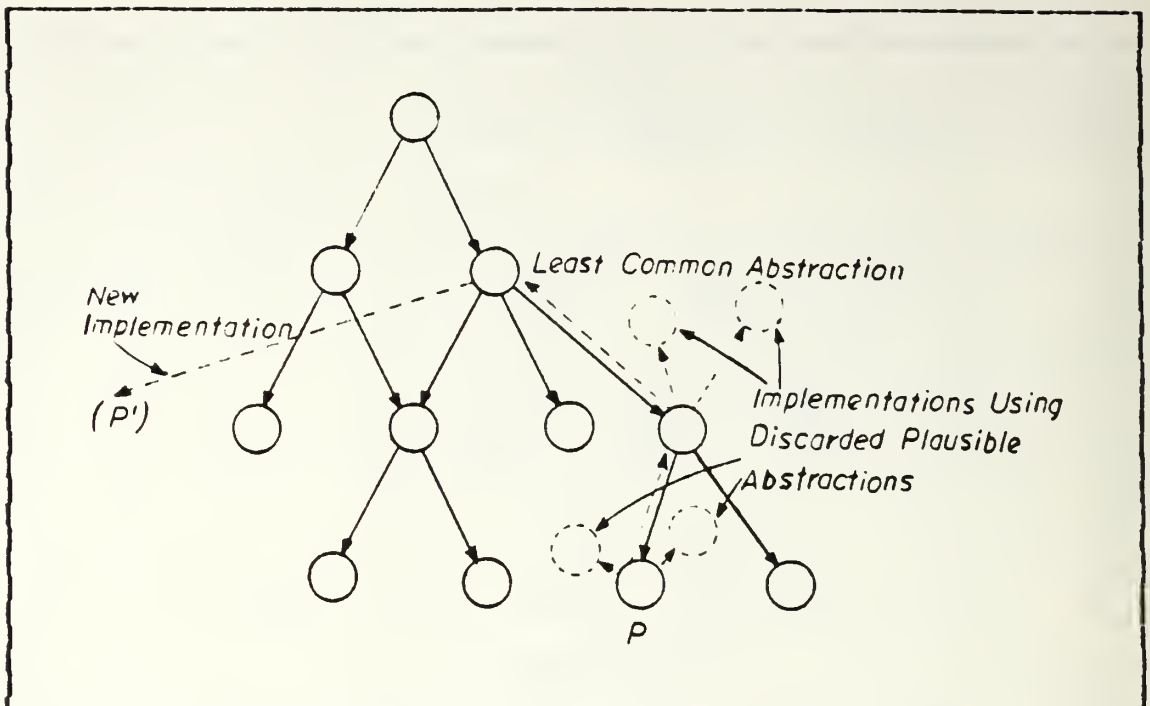 Least Common Abstraction
New
Implementation
(P')
Implementations Using
Discarded Plausible
Abstractions
P